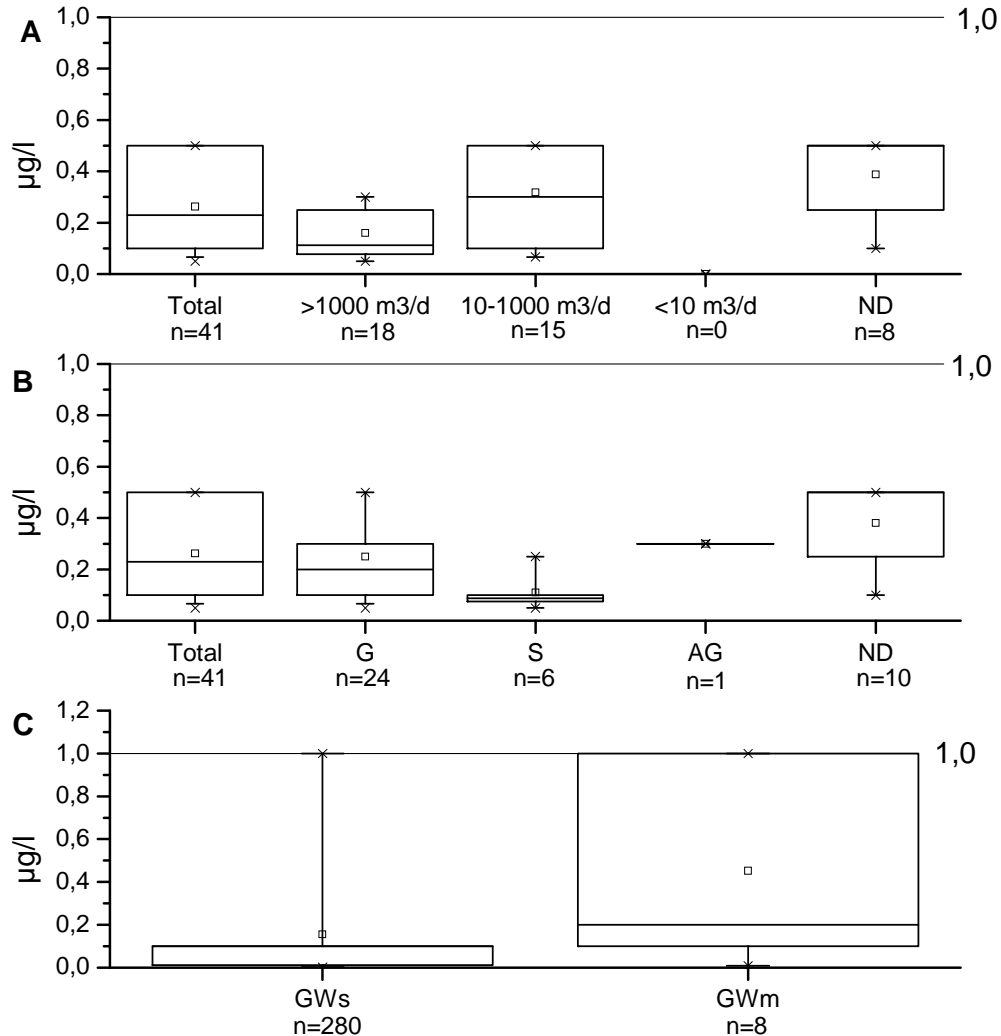 A
1,0
1,0
0,8
0,6
0,4
0,2
0,0
µg/l
Total >1000 m3/d 10-1000 m3/d <10 m3/d ND
n=41 n=18 n=15 n=0 n=8
B
1,0
1,0
0,8
0,6
0,4
0,2
0,0
µg/l
Total G S AG ND
n=41 n=24 n=6 n=1 n=10
C
1,2
1,0
1,0
0,8
0,6
0,4
0,2
0,0
µg/l
GWs GWm
n=280 n=8